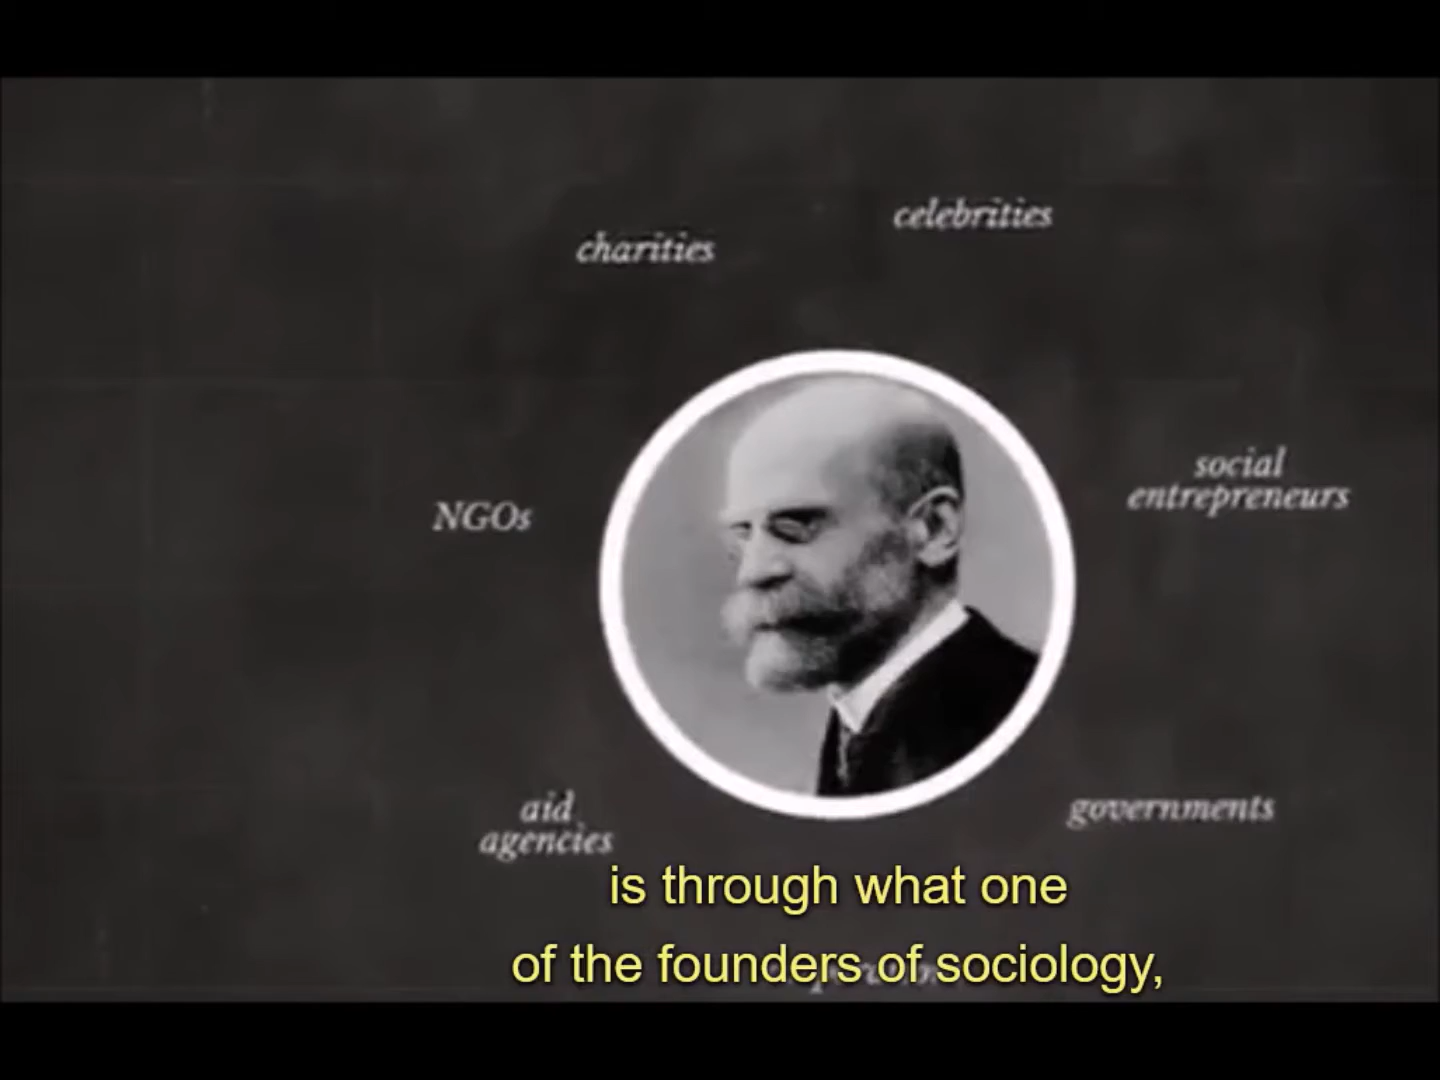 celebrities
charities
social
entrepreneurs
NGOs
aid
agencies
governments
is through what one
of the founders of sociology,